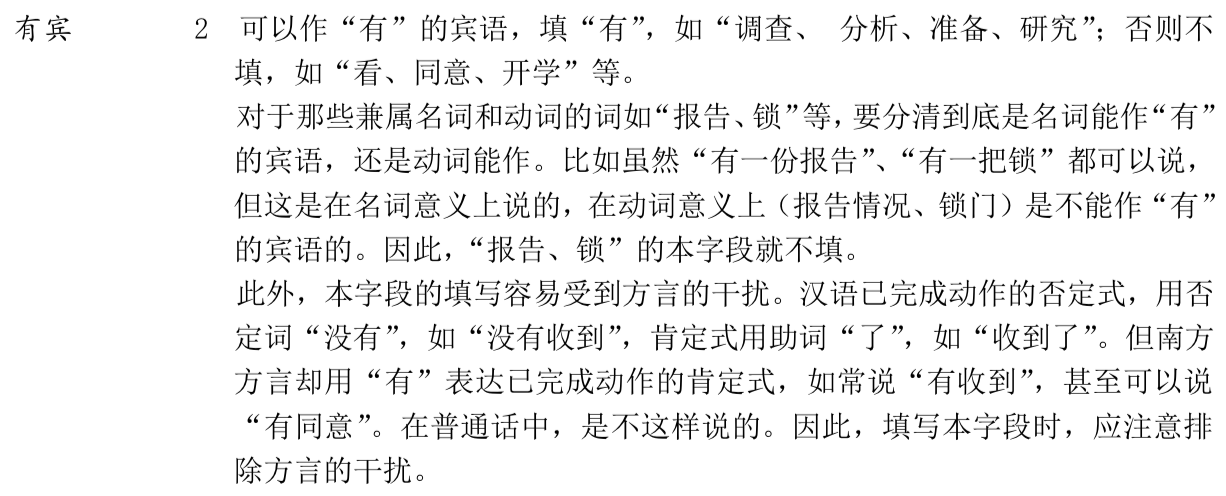 有宾 2 可以作“有”的宾语，填“有”，如“调查、 分析、准备、研究”；否则不
填，如“看、同意、开学”等。
对于那些兼属名词和动词的词如“报告、锁”等，要分清到底是名词能作“有”
的宾语，还是动词能作。比如虽然“有一份报告”、“有一把锁”都可以说，
但这是在名词意义上说的，在动词意义上（报告情况、锁门）是不能作“有”
的宾语的。因此，“报告、锁”的本字段就不填。
此外，本字段的填写容易受到方言的干扰。汉语已完成动作的否定式，用否
定词“没有”，如“没有收到”，肯定式用助词“了”，如“收到了”。但南方
方言却用“有”表达已完成动作的肯定式，如常说“有收到”，甚至可以说
“有同意”。在普通话中，是不这样说的。因此，填写本字段时，应注意排
除方言的干扰。